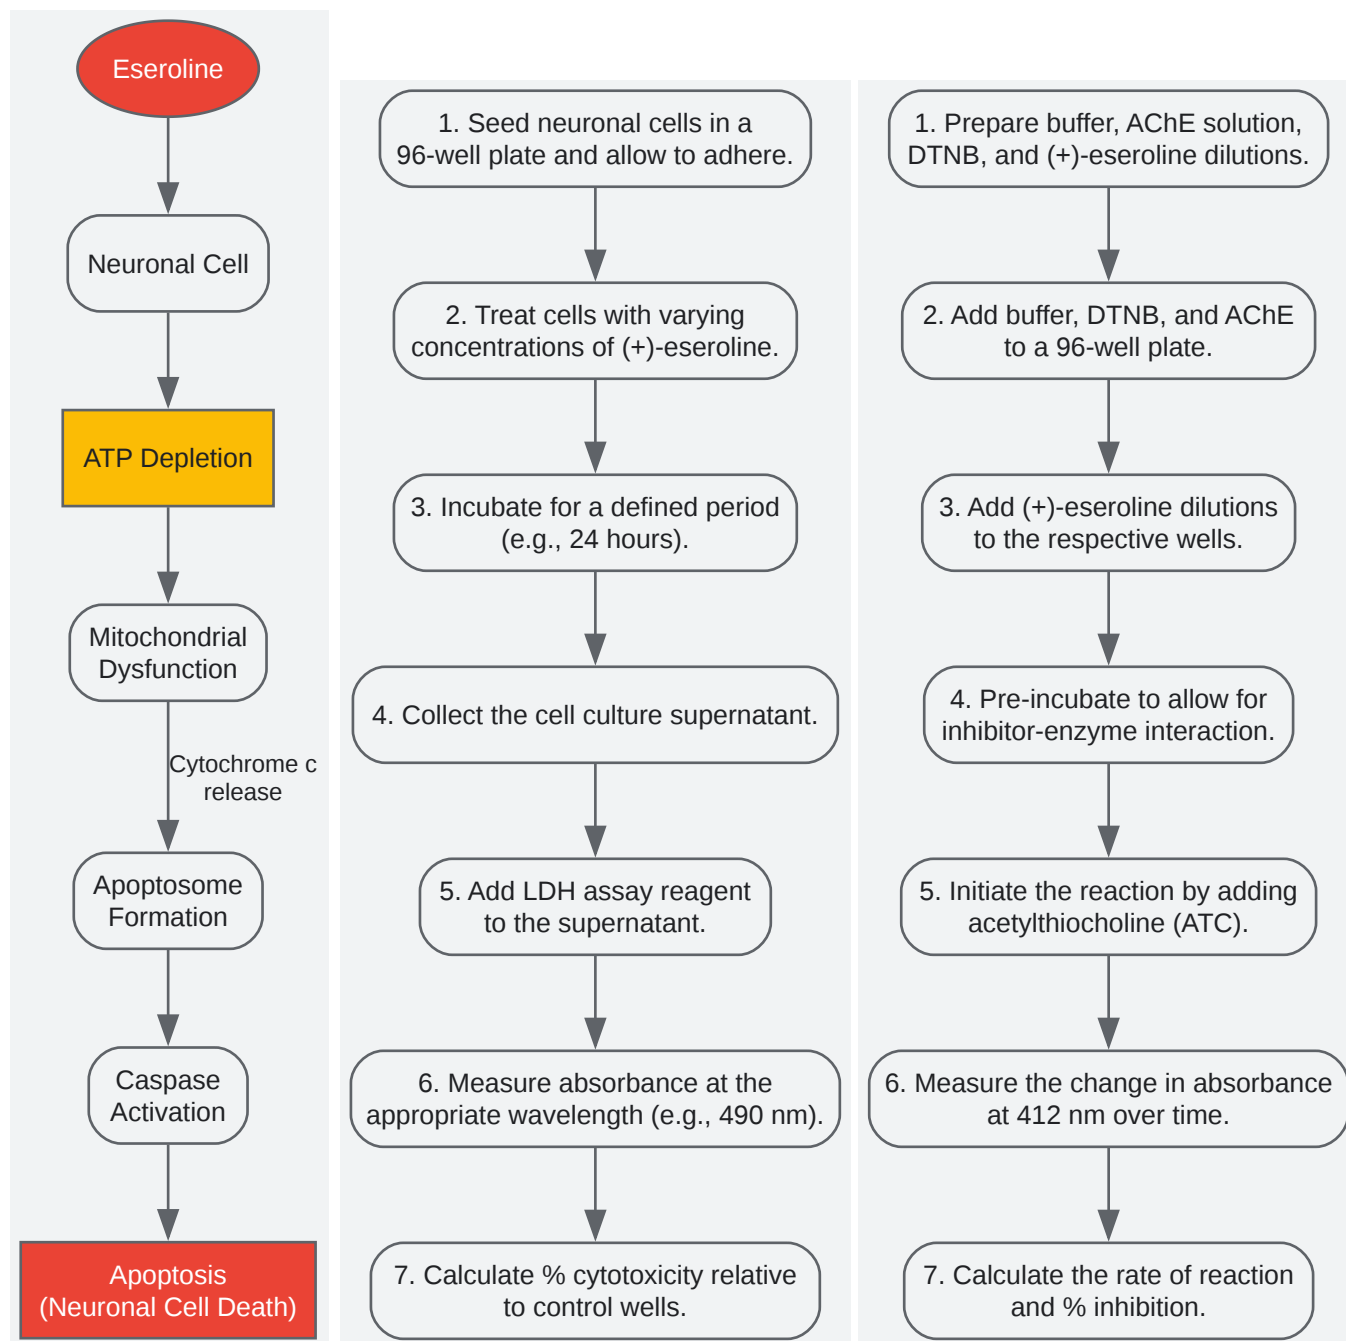 Eseroline
Neuronal Cell
ATP Depletion
Mitochondrial
Dysfunction
Cytochrome c
release
Apoptosome
Formation
Caspase
Activation
Apoptosis
(Neuronal Cell Death)
1. Seed neuronal cells in a
96-well plate and allow to adhere.
2. Treat cells with varying
concentrations of (+)-eseroline.
3. Incubate for a defined period
(e.g., 24 hours).
4. Collect the cell culture supernatant.
5. Add LDH assay reagent
to the supernatant.
6. Measure absorbance at the
appropriate wavelength (e.g., 490 nm).
7. Calculate % cytotoxicity relative
to control wells.
1. Prepare buffer, AChE solution,
DTNB, and (+)-eseroline dilutions.
2. Add buffer, DTNB, and AChE
to a 96-well plate.
3. Add (+)-eseroline dilutions
to the respective wells.
4. Pre-incubate to allow for
inhibitor-enzyme interaction.
5. Initiate the reaction by adding
acetylthiocholine (ATC).
6. Measure the change in absorbance
at 412 nm over time.
7. Calculate the rate of reaction
and % inhibition.